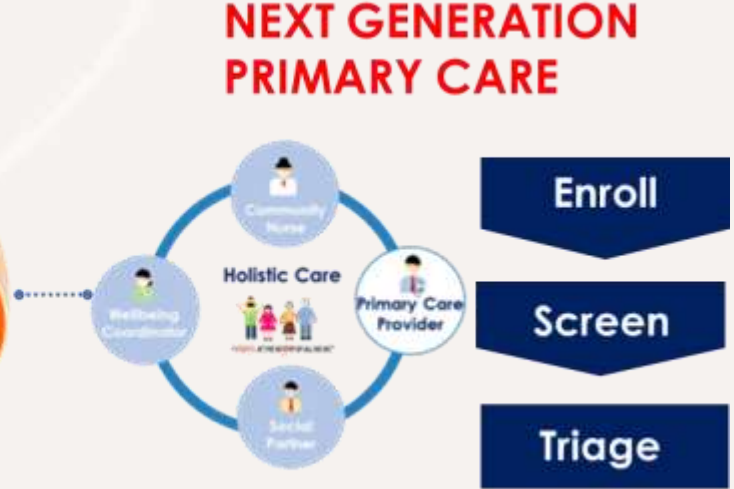 NEXT GENERATION
PRIMARY CARE
Community
Nurse
Holistic Care
Wellbeing
Coordinator
Primary Care
Provider
Social
Partner
Enroll
Screen
Triage